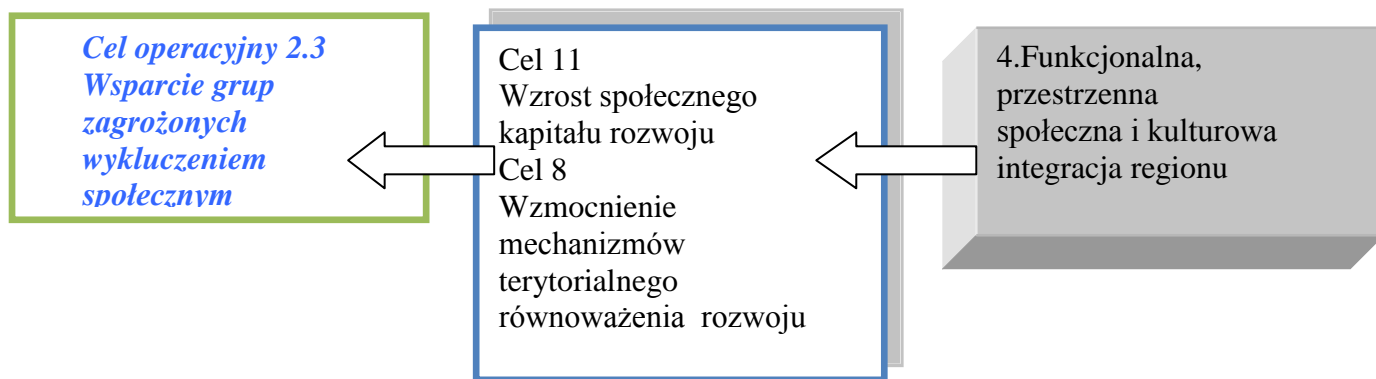 Cel operacyjny 2.3
Wsparcie grup
zagrożonych
wykluczeniem
społecznym
Cel 11
Wzrost społecznego
kapitału rozwoju
Cel 8
Wzmocnienie
mechanizmów
terytorialnego
równoważenia rozwoju
4.Funkcjonalna,
przestrzenna
społeczna i kulturowa
integracja regionu